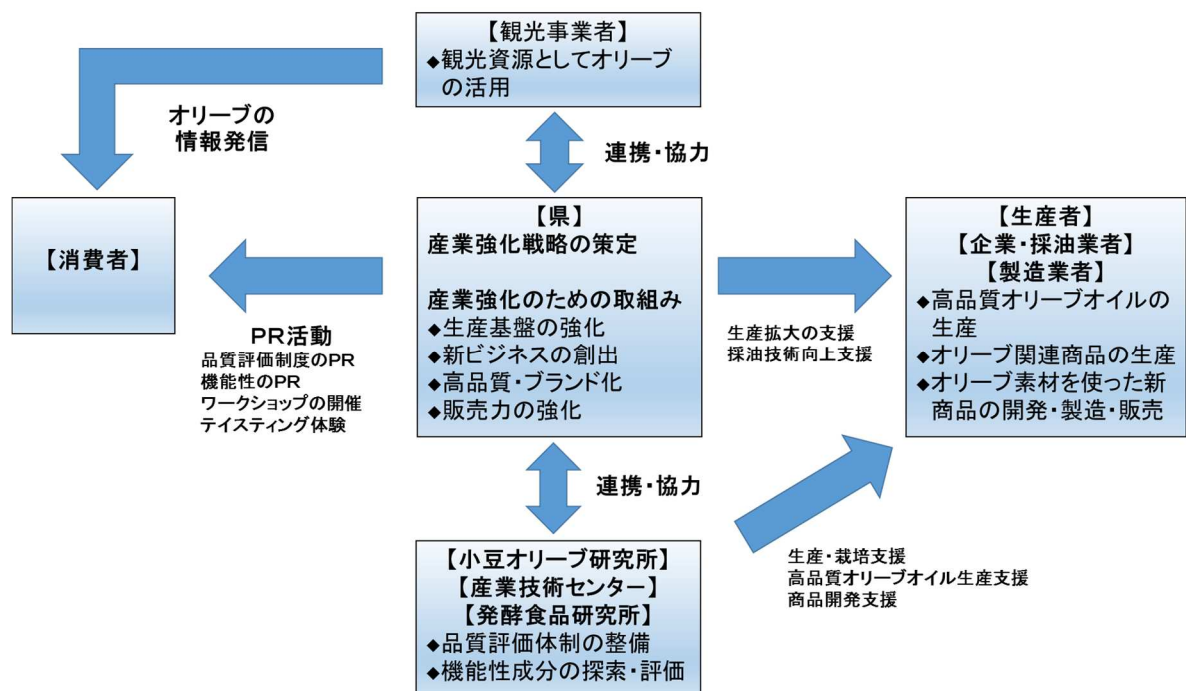 【観光事業者】
◆観光資源としてオリーブ
の活用
オリーブの
情報発信
連携・協力
【消費者】
【県】
産業強化戦略の策定
産業強化のための取組み
◆生産基盤の強化
◆新ビジネスの創出
◆高品質・ブランド化
◆販売力の強化
【生産者】
【企業・採油業者】
【製造業者】
◆高品質オリーブオイルの
生産
◆オリーブ関連商品の生産
◆オリーブ素材を使った新
商品の開発・製造・販売
PR活動
品質評価制度のPR
機能性のPR
ワークショップの開催
テイスティング体験
生産拡大の支援
採油技術向上支援
連携・協力
【小豆オリーブ研究所】
【産業技術センター】
【発酵食品研究所】
◆品質評価体制の整備
◆機能性成分の探索・評価
生産・栽培支援
高品質オリーブオイル生産支援
商品開発支援